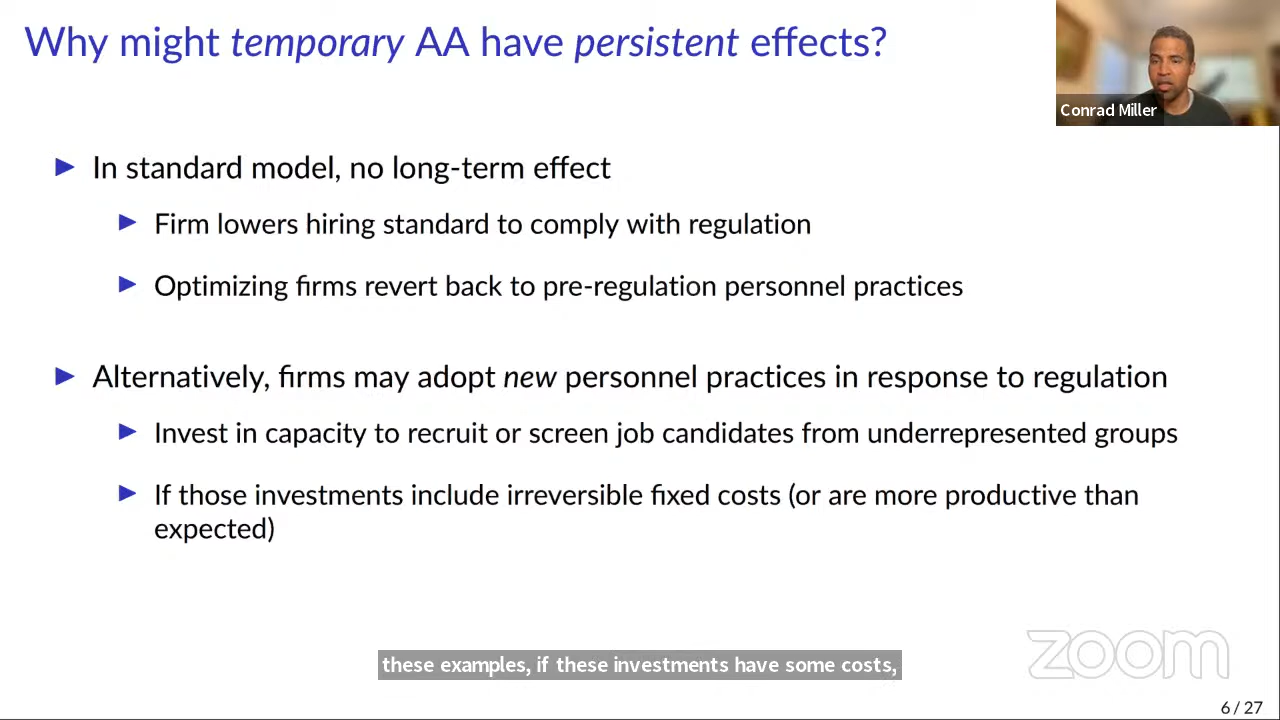 Why might temporary AA have persistent effects?
Conrad Miller
▶ In standard model, no long-term effect
▶ Firm lowers hiring standard to comply with regulation
▶ Optimizing firms revert back to pre-regulation personnel practices
▶ Alternatively, firms may adopt new personnel practices in response to regulation
▶ Invest in capacity to recruit or screen job candidates from underrepresented groups
▶ If those investments include irreversible fixed costs (or are more productive than
expected)
these examples, if these investments have some costs,
zoom
6 / 27